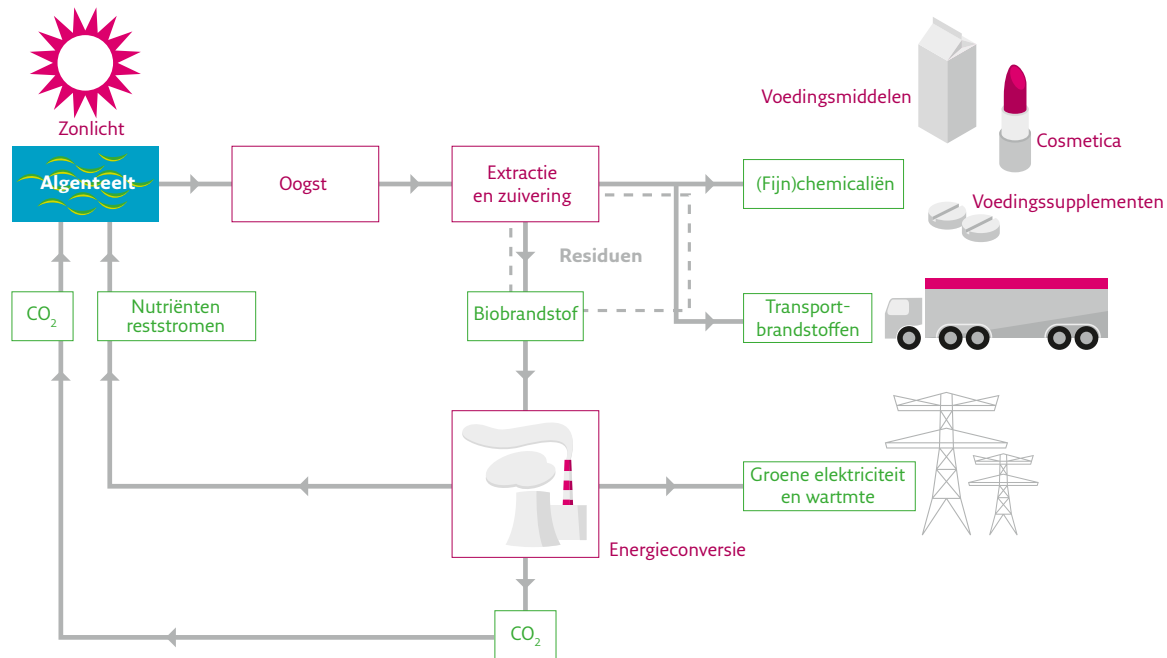 Zonlicht
Algenteelt
Oogst
Extractie
en zuivering
Voedingsmiddelen
Cosmetica
(Fijn)chemicaliën
Voedingssupplementen
Residuen
CO₂
Nutriënten
reststromen
Biobrandstof
Transport-
brandstoffen
Groene elektriciteit
en wartmte
Energieconversie
CO₂